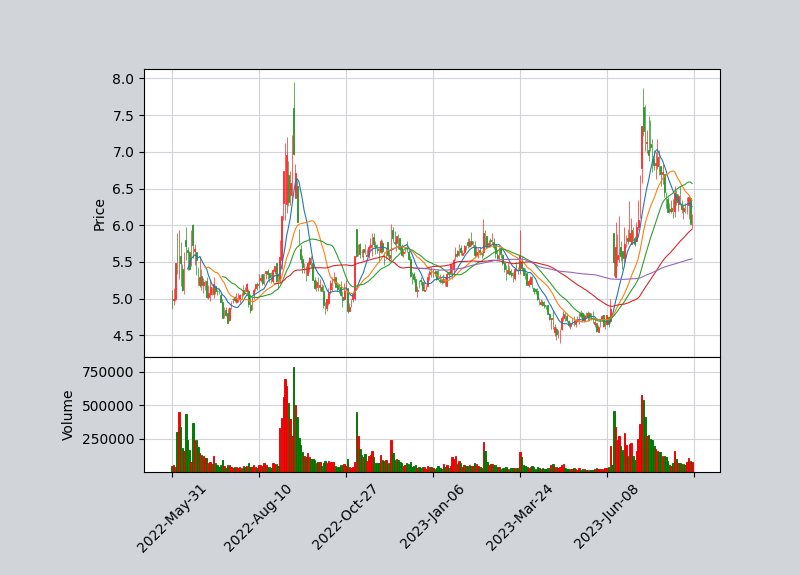 8.0
7.5
7.0
6.5
6.0
5.5
5.0
4.5
Price
750000
500000
250000
Volume
2022-May-31
2022-Aug-10
2022-Oct-27
2023-Jan-06
2023-Mar-24
2023-Jun-08